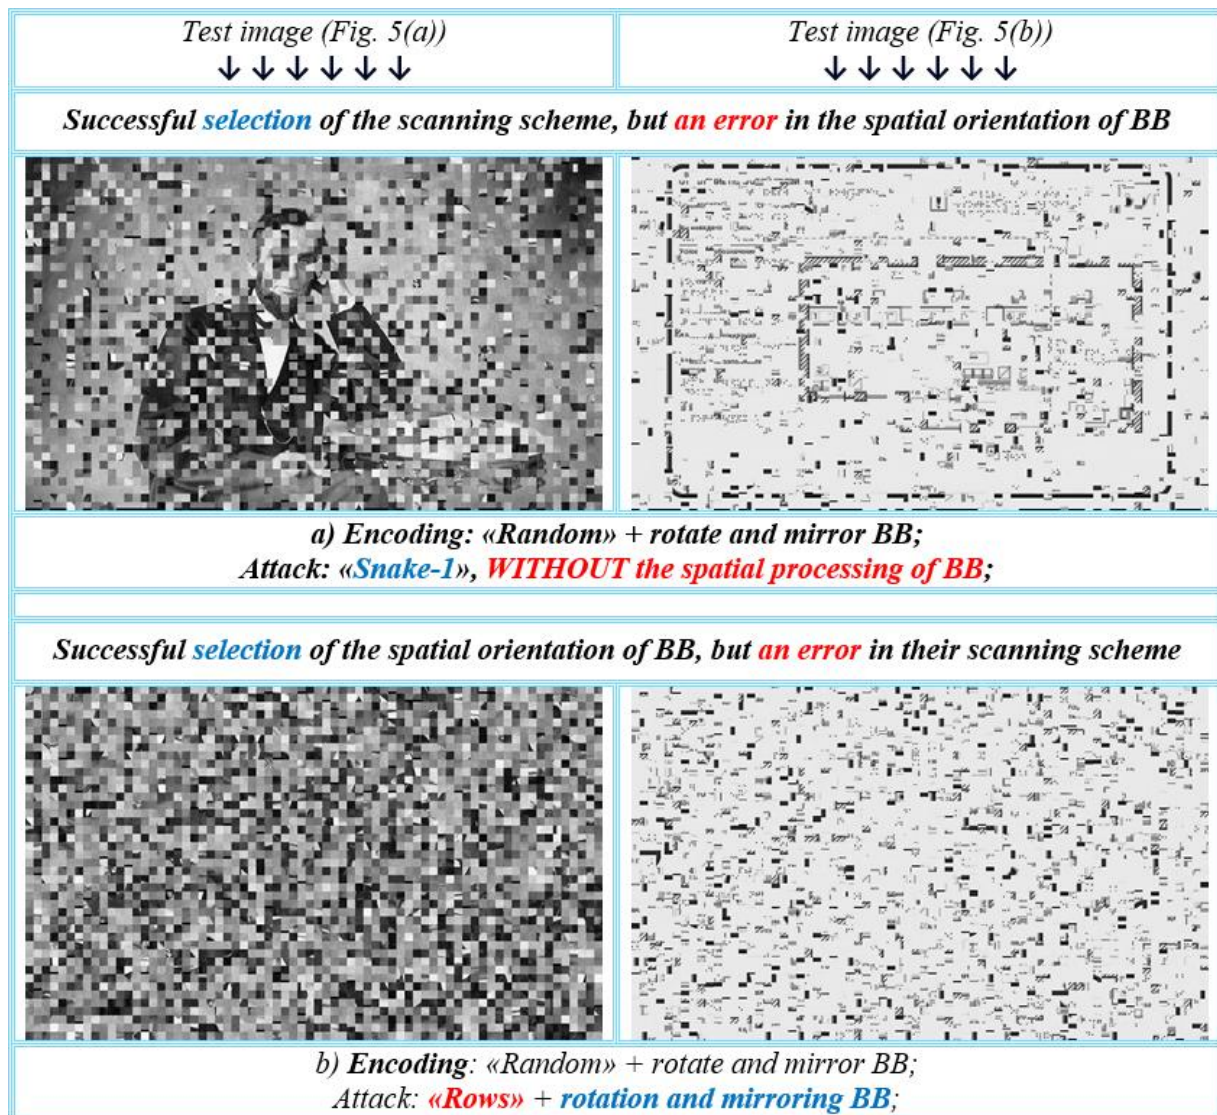 Test image (Fig. 5(a))
Test image (Fig. 5(b))
↓ ↓ ↓ ↓ ↓ ↓
↓ ↓ ↓ ↓ ↓ ↓
Successful selection of the scanning scheme, but an error in the spatial orientation of BB
a) Encoding: «Random» + rotate and mirror BB;
Attack: «Snake-1», WITHOUT the spatial processing of BB;
Successful selection of the spatial orientation of BB, but an error in their scanning scheme
b) Encoding: «Random» + rotate and mirror BB;
Attack: «Rows» + rotation and mirroring BB;